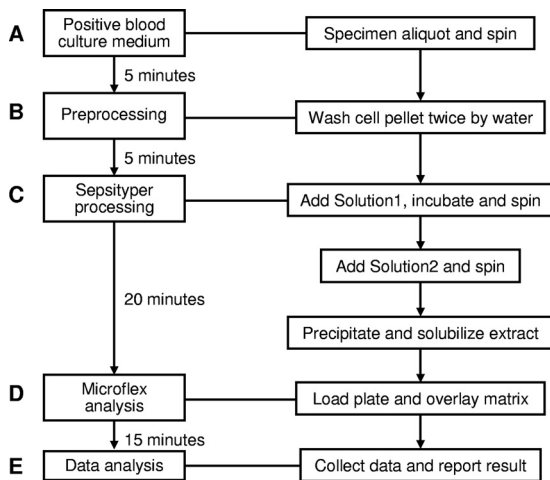 A
Positive blood
culture medium
Specimen aliquot and spin
5 minutes
B
Preprocessing
Wash cell pellet twice by water
5 minutes
C
Sepsityper
processing
Add Solution1, incubate and spin
Add Solution2 and spin
20 minutes
Precipitate and solubilize extract
D
Microflex
analysis
Load plate and overlay matrix
15 minutes
E
Data analysis
Collect data and report result